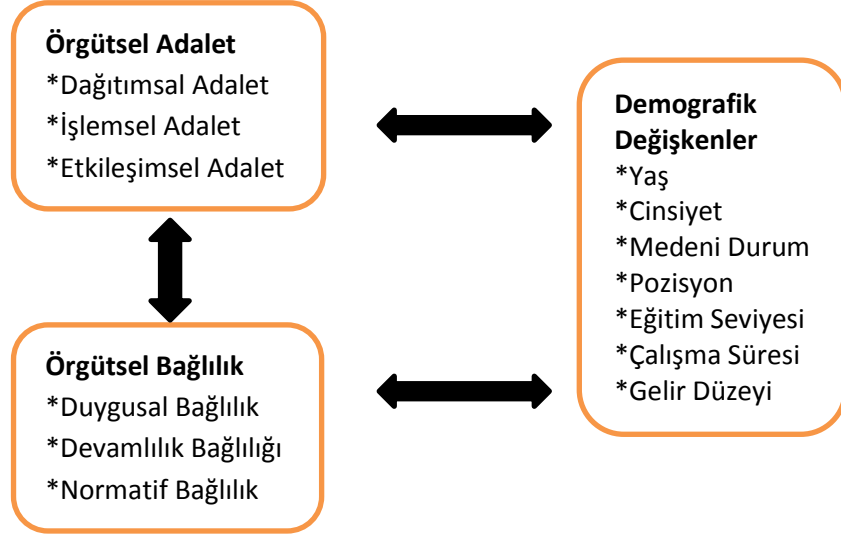 Örgütsel Adalet
*Dağıtımsal Adalet
*İşlemsel Adalet
*Etkileşimsel Adalet
Demografik
Değişkenler
*Yaş
*Cinsiyet
*Medeni Durum
*Pozisyon
*Eğitim Seviyesi
*Çalışma Süresi
*Gelir Düzeyi
Örgütsel Bağlılık
*Duygusal Bağlılık
*Devamlılık Bağlılığı
*Normatif Bağlılık